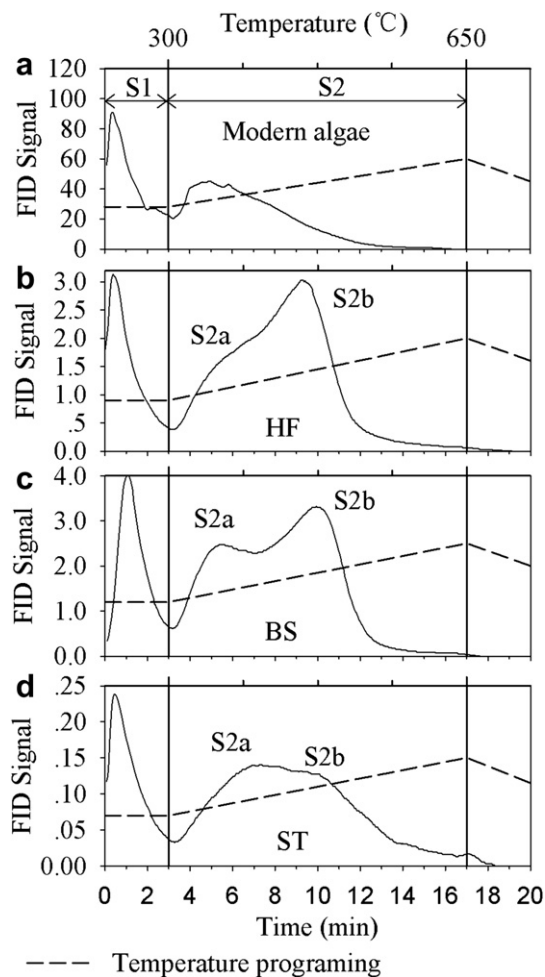 Temperature (℃)
300 650
a
120
100
80
60
40
20
0
FID Signal
S1 S2
Modern algae
b
3.0
2.5
2.0
1.5
1.0
.5
0.0
FID Signal
S2a S2b
HF
c
4.0
3.0
2.0
1.0
0.0
FID Signal
S2a S2b
BS
d
.25
.20
.15
.10
.05
0.00
FID Signal
S2a S2b
ST
0 2 4 6 8 10 12 14 16 18 20
Time (min)
Temperature programing